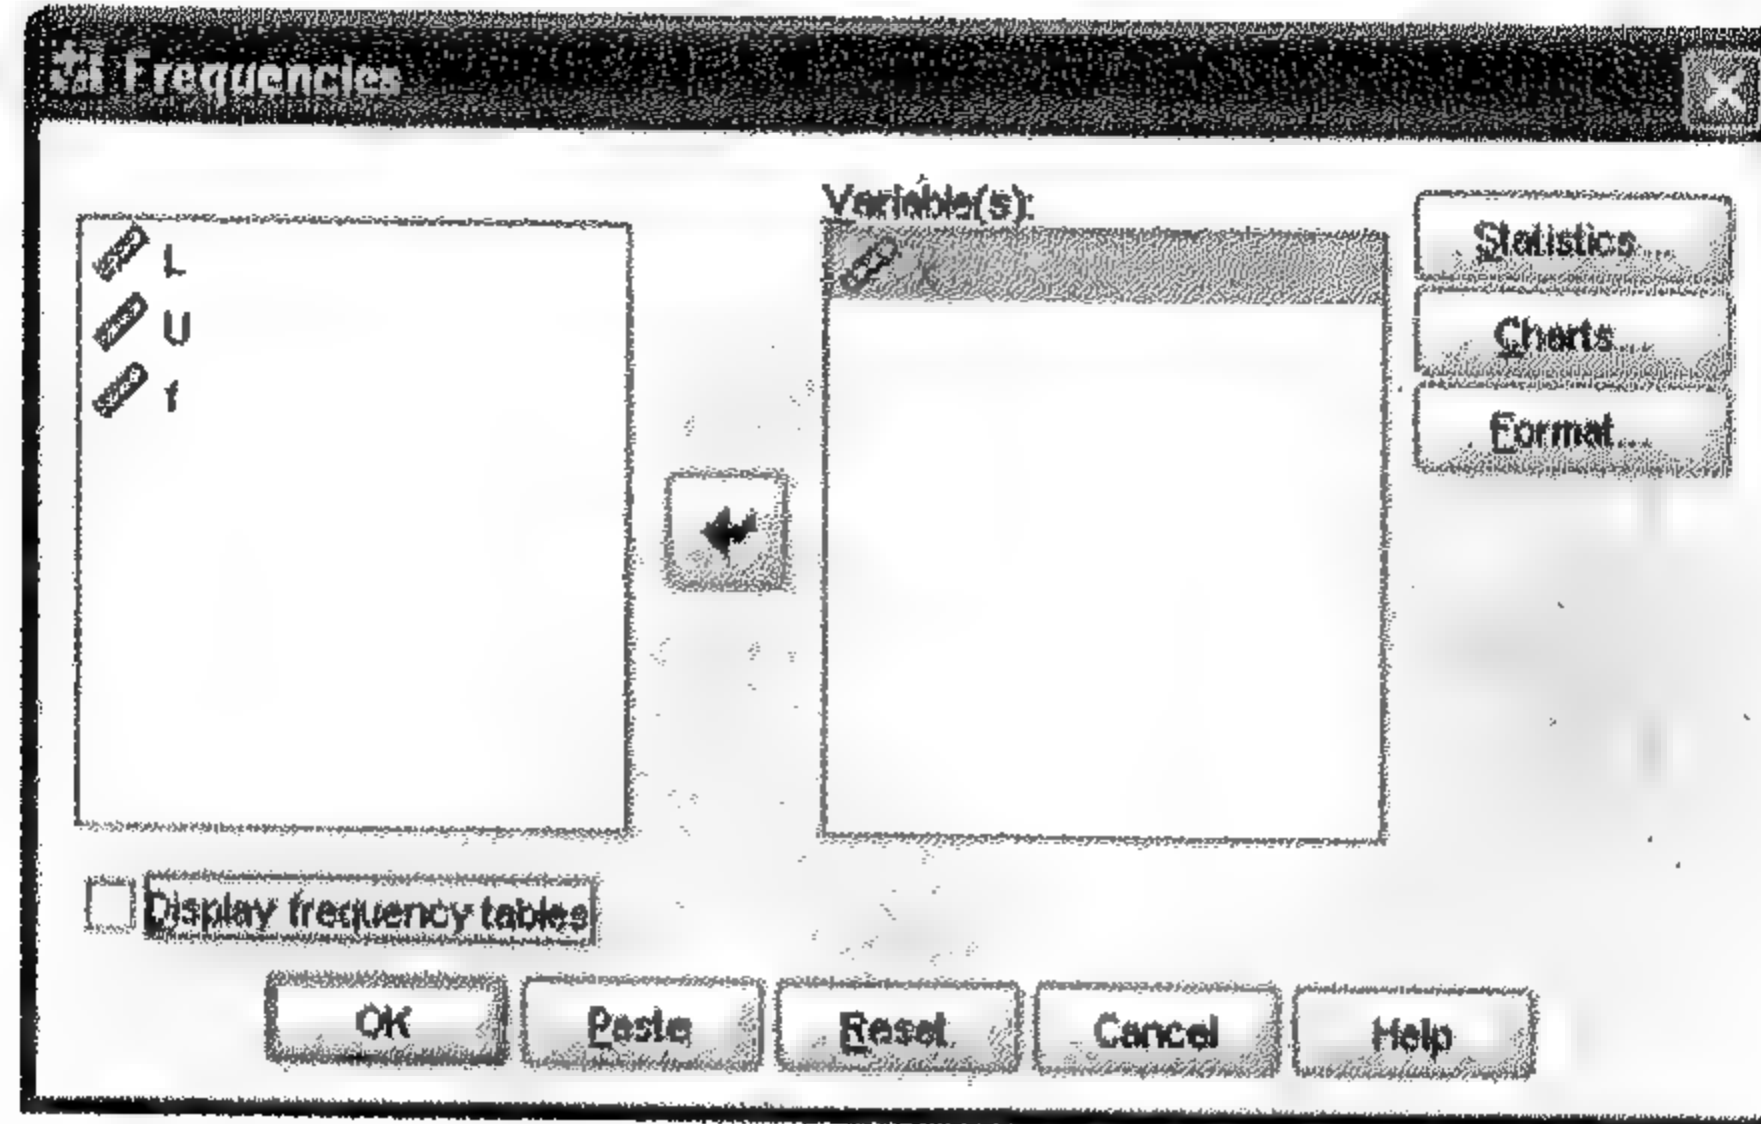 Frequencies
Variable(s):
L
U
f
Statistics...
Charts...
Format...
Display frequency tables
OK Paste Reset Cancel Help